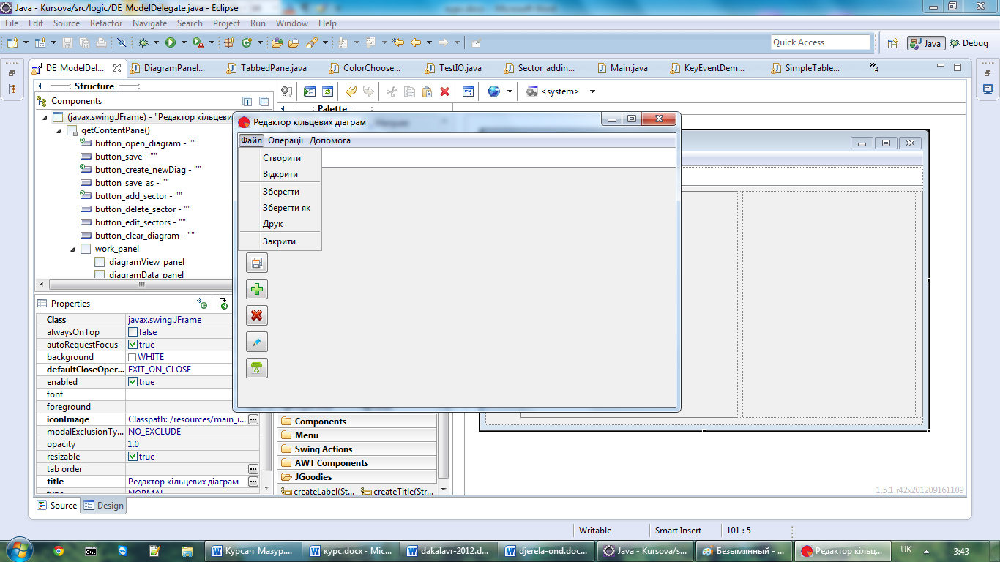 Java - Kursova/src/logic/DE_ModelDelegate.java - Eclipse
File Edit Source Refactor Navigate Search Project Run Window Help
Quick Access Java Debug
DE_ModelDel... DiagramPanel... TabbedPane.java ColorChoose... TestIO.java Sector_addin... Main.java KeyEventDem... SimpleTable... »4
Structure
Components
<system>
Palette
(javax.swing.JFrame) - "Редактор кільцеви
getContentPane()
button_open_diagram - ""
button_save - ""
button_create_newDiag - ""
button_save_as - ""
button_add_sector - ""
button_delete_sector - ""
button_edit_sectors - ""
button_clear_diagram - ""
work_panel
diagramView_panel
diagramData_panel
Редактор кільцевих діаграм
Файл Операції Допомога
Створити
Відкрити
Зберегти
Зберегти як
Друк
Закрити
Properties
Class javax.swing.JFrame
alwaysOnTop false
autoRequestFocus true
background WHITE
defaultCloseOper... EXIT_ON_CLOSE
enabled true
font
foreground
iconImage Classpath: /resources/main_i...
modalExclusionTy... NO_EXCLUDE
opacity 1.0
resizable true
tab order
title Редактор кільцевих діаграм
type NORMAL
Components
Menu
Swing Actions
AWT Components
JGoodies
createLabel(St... createTitle(Str...
1.5.1.r42x201209161109
Source Design
Writable Smart Insert 101 : 5
Курсач_Мазур.... курс.docx - Mic... dakalavr-2012.d... djerela-ond.doc... Java - Kursova/s... Безымянный - ... Редактор кільц... UK 3:43